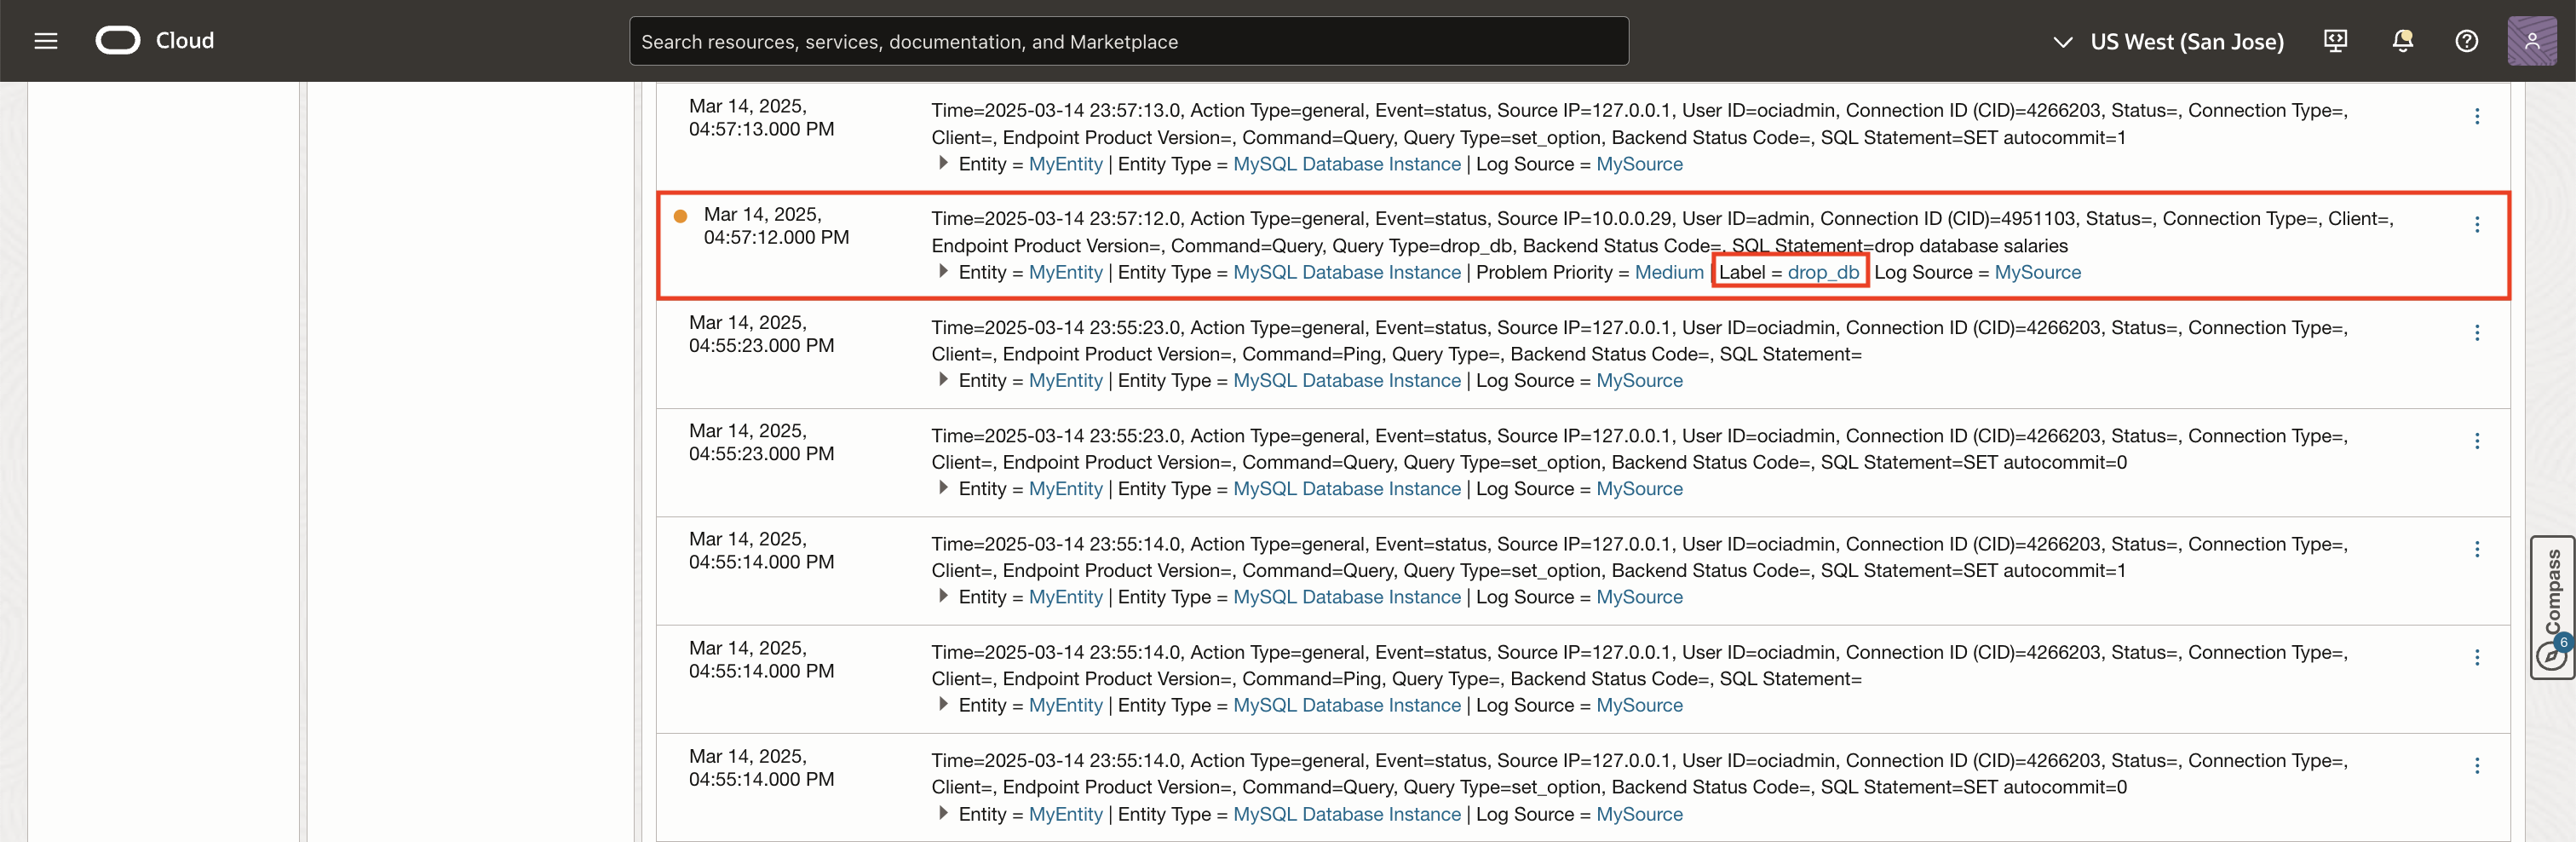 Cloud
Search resources, services, documentation, and Marketplace
US West (San Jose)
Mar 14, 2025,
04:57:13.000 PM
Time=2025-03-14 23:57:13.0, Action Type=general, Event=status, Source IP=127.0.0.1, User ID=ociadmin, Connection ID (CID)=4266203, Status=, Connection Type=,
Client=, Endpoint Product Version=, Command=Query, Query Type=set_option, Backend Status Code=, SQL Statement=SET autocommit=1
Entity = MyEntity | Entity Type = MySQL Database Instance | Log Source = MySource
Mar 14, 2025,
04:57:12.000 PM
Time=2025-03-14 23:57:12.0, Action Type=general, Event=status, Source IP=10.0.0.29, User ID=admin, Connection ID (CID)=4951103, Status=, Connection Type=, Client=,
Endpoint Product Version=, Command=Query, Query Type=drop_db, Backend Status Code=, SQL Statement=drop database salaries
Entity = MyEntity | Entity Type = MySQL Database Instance | Problem Priority = Medium | Label = drop_db Log Source = MySource
Mar 14, 2025,
04:55:23.000 PM
Time=2025-03-14 23:55:23.0, Action Type=general, Event=status, Source IP=127.0.0.1, User ID=ociadmin, Connection ID (CID)=4266203, Status=, Connection Type=,
Client=, Endpoint Product Version=, Command=Ping, Query Type=, Backend Status Code=, SQL Statement=
Entity = MyEntity | Entity Type = MySQL Database Instance | Log Source = MySource
Mar 14, 2025,
04:55:23.000 PM
Time=2025-03-14 23:55:23.0, Action Type=general, Event=status, Source IP=127.0.0.1, User ID=ociadmin, Connection ID (CID)=4266203, Status=, Connection Type=,
Client=, Endpoint Product Version=, Command=Query, Query Type=set_option, Backend Status Code=, SQL Statement=SET autocommit=0
Entity = MyEntity | Entity Type = MySQL Database Instance | Log Source = MySource
Mar 14, 2025,
04:55:14.000 PM
Time=2025-03-14 23:55:14.0, Action Type=general, Event=status, Source IP=127.0.0.1, User ID=ociadmin, Connection ID (CID)=4266203, Status=, Connection Type=,
Client=, Endpoint Product Version=, Command=Query, Query Type=set_option, Backend Status Code=, SQL Statement=SET autocommit=1
Entity = MyEntity | Entity Type = MySQL Database Instance | Log Source = MySource
Mar 14, 2025,
04:55:14.000 PM
Time=2025-03-14 23:55:14.0, Action Type=general, Event=status, Source IP=127.0.0.1, User ID=ociadmin, Connection ID (CID)=4266203, Status=, Connection Type=,
Client=, Endpoint Product Version=, Command=Ping, Query Type=, Backend Status Code=, SQL Statement=
Entity = MyEntity | Entity Type = MySQL Database Instance | Log Source = MySource
Mar 14, 2025,
04:55:14.000 PM
Time=2025-03-14 23:55:14.0, Action Type=general, Event=status, Source IP=127.0.0.1, User ID=ociadmin, Connection ID (CID)=4266203, Status=, Connection Type=,
Client=, Endpoint Product Version=, Command=Query, Query Type=set_option, Backend Status Code=, SQL Statement=SET autocommit=0
Entity = MyEntity | Entity Type = MySQL Database Instance | Log Source = MySource
Compass
6